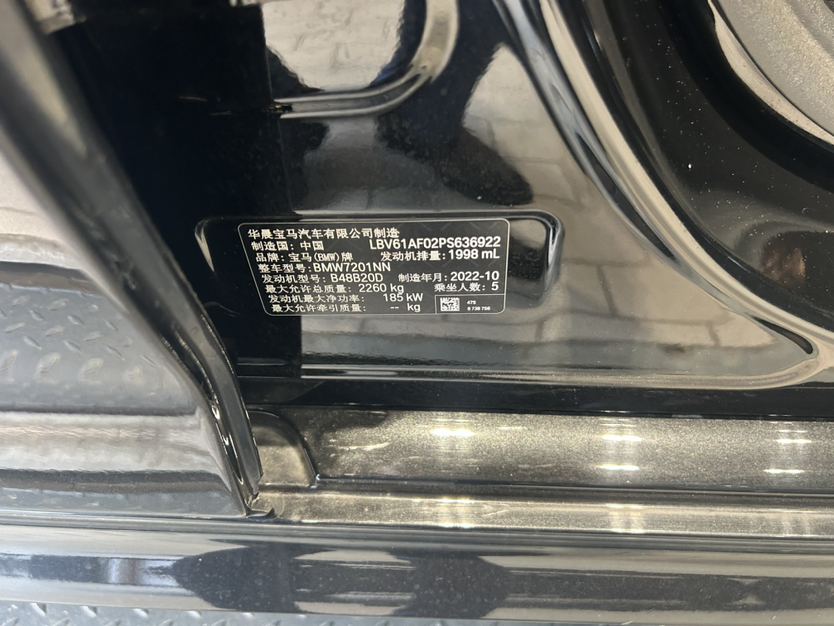 华晨宝马汽车有限公司制造
制造国：中国 LBV61AF02PS636922
品牌：宝马(BMW)牌 发动机排量：1998 mL
整车型号：BMW7201NN
发动机型号：B48B20D 制造年月：2022-10
最大允许总质量：2260 kg 乘坐人数：5
发动机最大净功率：185 kW
最大允许牵引质量：-- kg
475